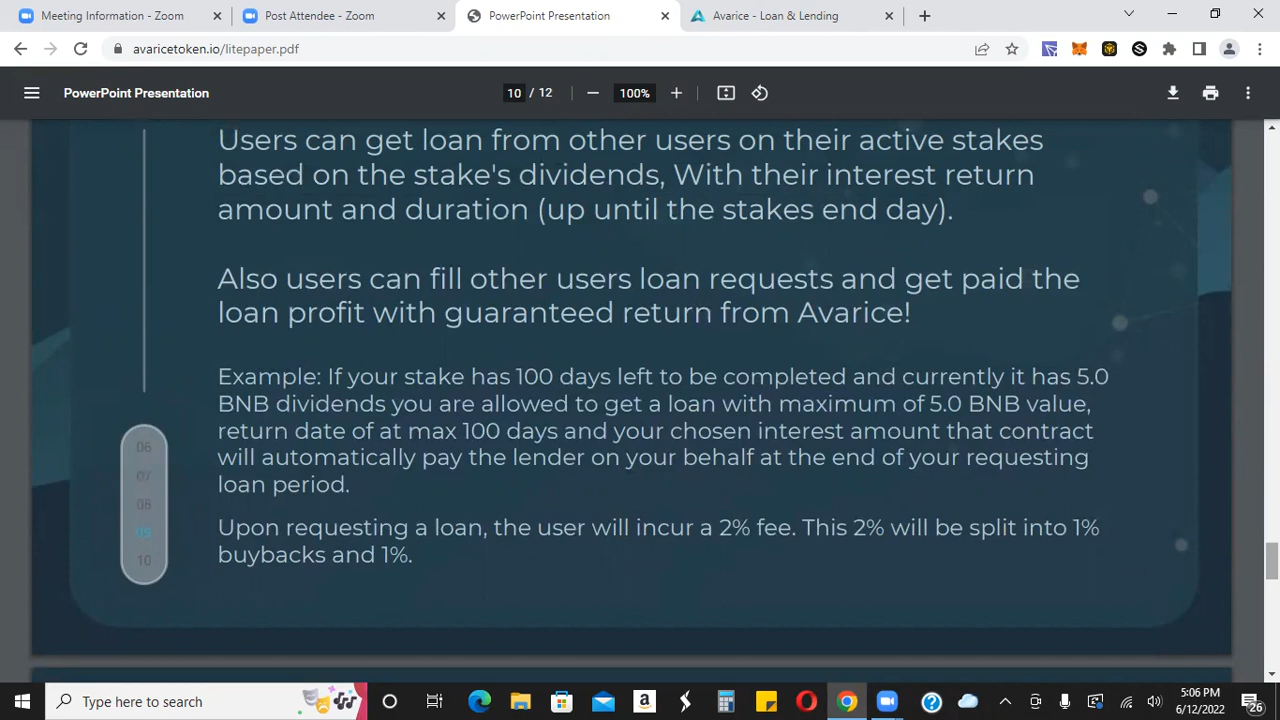 Meeting Information - Zoom
Post Attendee - Zoom
PowerPoint Presentation
Avarice - Loan & Lending
avaricetoken.io/litepaper.pdf
PowerPoint Presentation
10 / 12
100%
Users can get loan from other users on their active stakes
based on the stake's dividends, With their interest return
amount and duration (up until the stakes end day).
Also users can fill other users loan requests and get paid the
loan profit with guaranteed return from Avarice!
Example: If your stake has 100 days left to be completed and currently it has 5.0
BNB dividends you are allowed to get a loan with maximum of 5.0 BNB value,
return date of at max 100 days and your chosen interest amount that contract
will automatically pay the lender on your behalf at the end of your requesting
loan period.
Upon requesting a loan, the user will incur a 2% fee. This 2% will be split into 1%
buybacks and 1%.
06
07
08
09
10
Type here to search
5:06 PM
6/12/2022
26